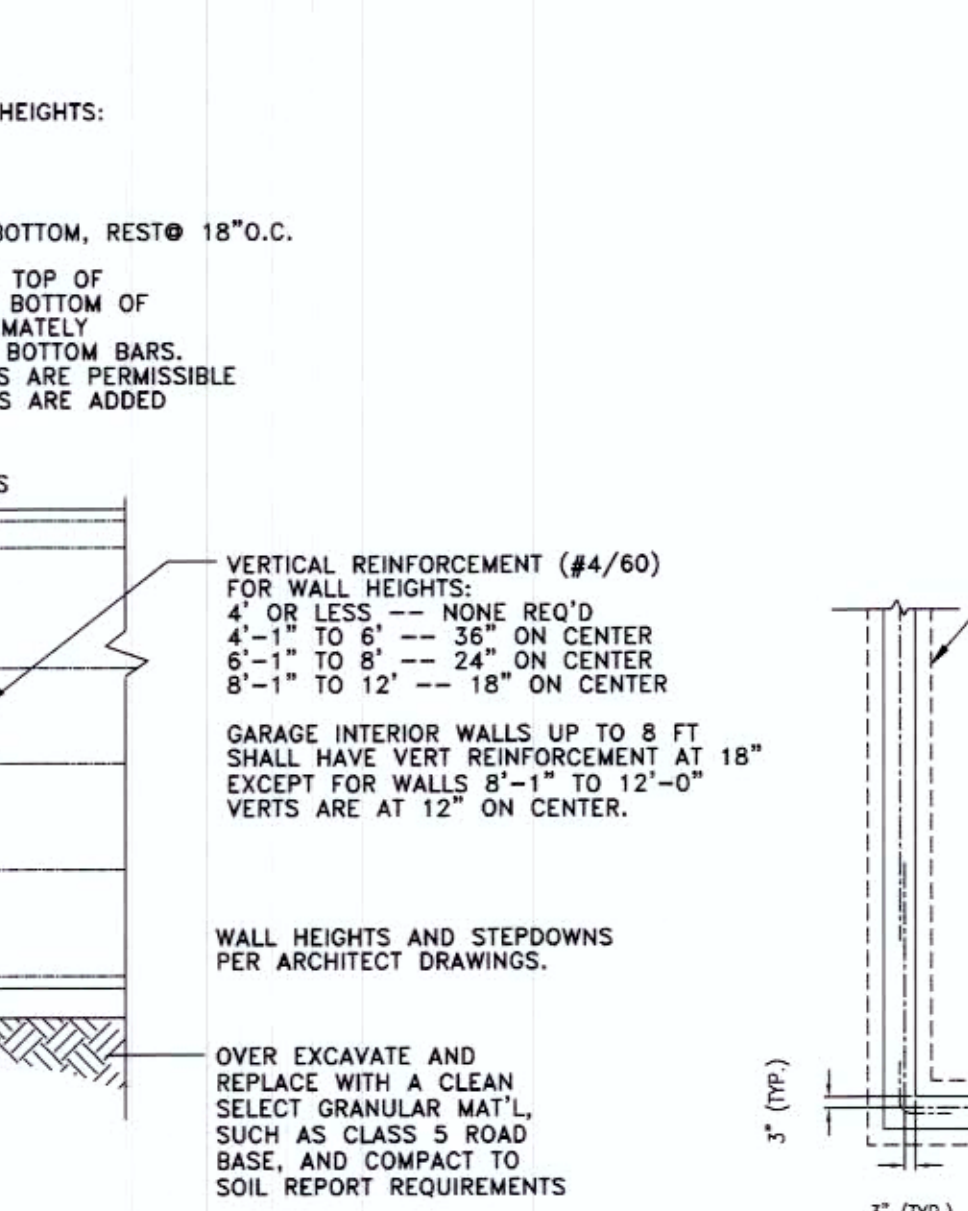 HEIGHTS:
BOTTOM, REST@ 18"O.C.
TOP OF
BOTTOM OF
MATELY
BOTTOM BARS.
S ARE PERMISSIBLE
S ARE ADDED
S
VERTICAL REINFORCEMENT (#4/60)
FOR WALL HEIGHTS:
4' OR LESS -- NONE REQ'D
4'-1" TO 6' -- 36" ON CENTER
6'-1" TO 8' -- 24" ON CENTER
8'-1" TO 12' -- 18" ON CENTER
GARAGE INTERIOR WALLS UP TO 8 FT
SHALL HAVE VERT REINFORCEMENT AT 18"
EXCEPT FOR WALLS 8'-1" TO 12'-0"
VERTS ARE AT 12" ON CENTER.
WALL HEIGHTS AND STEPDOWNS
PER ARCHITECT DRAWINGS.
OVER EXCAVATE AND
REPLACE WITH A CLEAN
SELECT GRANULAR MAT'L,
SUCH AS CLASS 5 ROAD
BASE, AND COMPACT TO
SOIL REPORT REQUIREMENTS
3" (TYP.)
3" (TYP.)